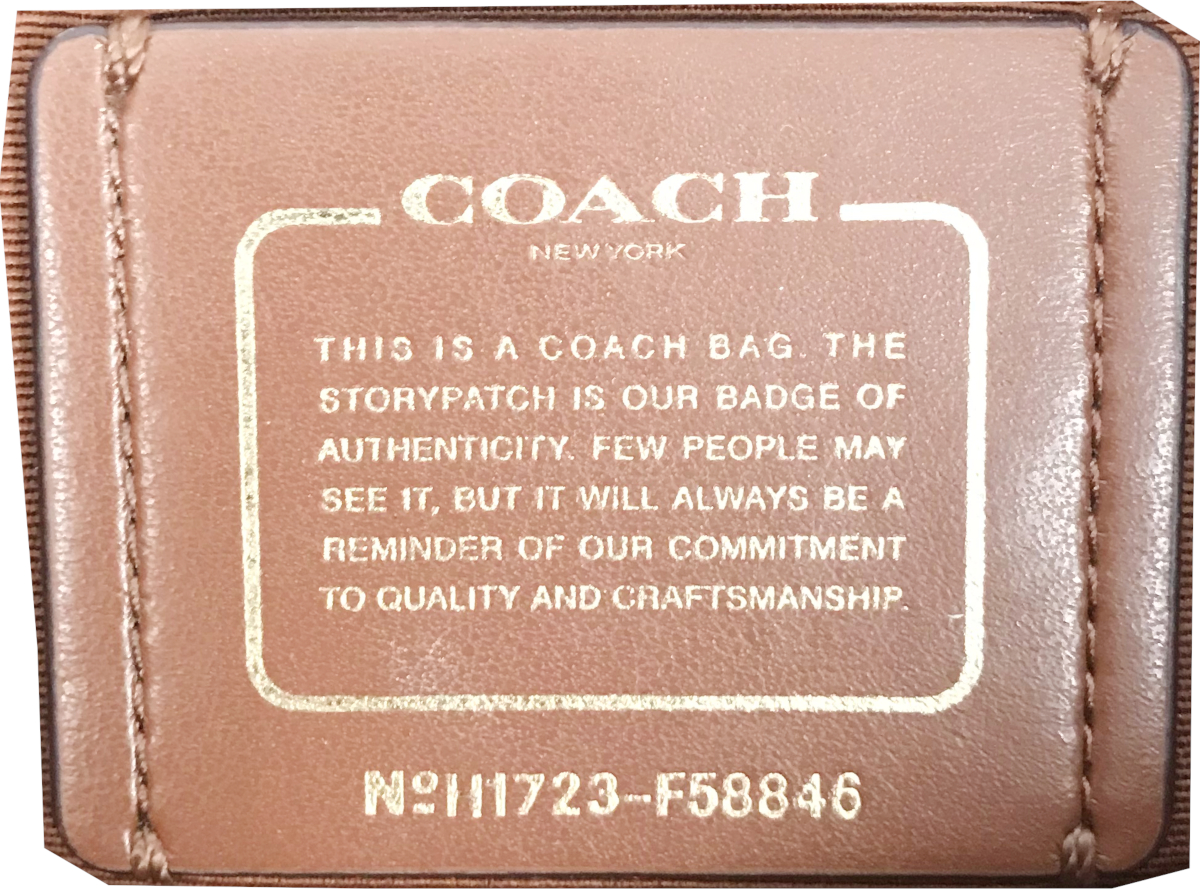 COACH
NEW YORK
THIS IS A COACH BAG. THE
STORYPATCH IS OUR BADGE OF
AUTHENTICITY. FEW PEOPLE MAY
SEE IT, BUT IT WILL ALWAYS BE A
REMINDER OF OUR COMMITMENT
TO QUALITY AND CRAFTSMANSHIP.
NºH1723-F58846